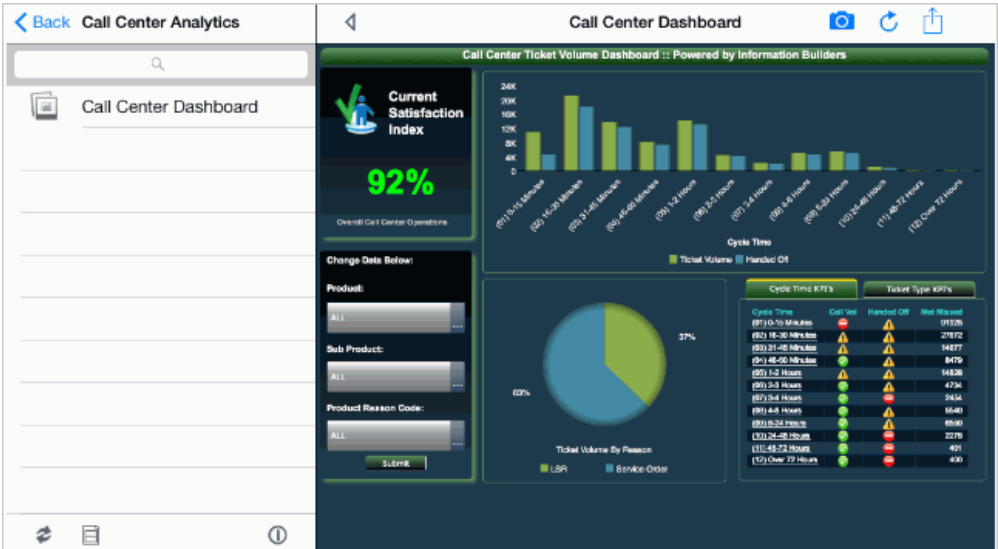 Back
Call Center Analytics
Call Center Dashboard
Call Center Dashboard
Call Center Ticket Volume Dashboard :: Powered by Information Builders
Current
Satisfaction
Index
92%
Overall Call Center Operations
24K
20K
16K
12K
8K
4K
0
(01) 0-15 Minutes
(02) 16-30 Minutes
(03) 31-45 Minutes
(04) 46-60 Minutes
(05) 1-2 Hours
(06) 2-3 Hours
(07) 3-4 Hours
(08) 4-8 Hours
(09) 8-24 Hours
(10) 24-48 Hours
(11) 48-72 Hours
(12) Over 72 Hours
Cycle Time
Ticket Volume
Handed Off
Change Data Below:
Product:
ALL
...
Sub Product:
ALL
...
Product Reason Code:
ALL
...
Submit
37%
63%
Ticket Volume By Reason
LSR
Service Order
Cycle Time KPI's
Ticket Type KPI's
Cycle Time Call Vol Handed Off Met Missed
(01) 0-15 Minutes
(02) 16-30 Minutes 27872
(03) 31-45 Minutes 14877
(04) 46-60 Minutes 8479
(05) 1-2 Hours 14828
(06) 2-3 Hours 4734
(07) 3-4 Hours 2454
(08) 4-8 Hours 5540
(09) 8-24 Hours 6550
(10) 24-48 Hours 2276
(11) 48-72 Hours 401
(12) Over 72 Hours 400